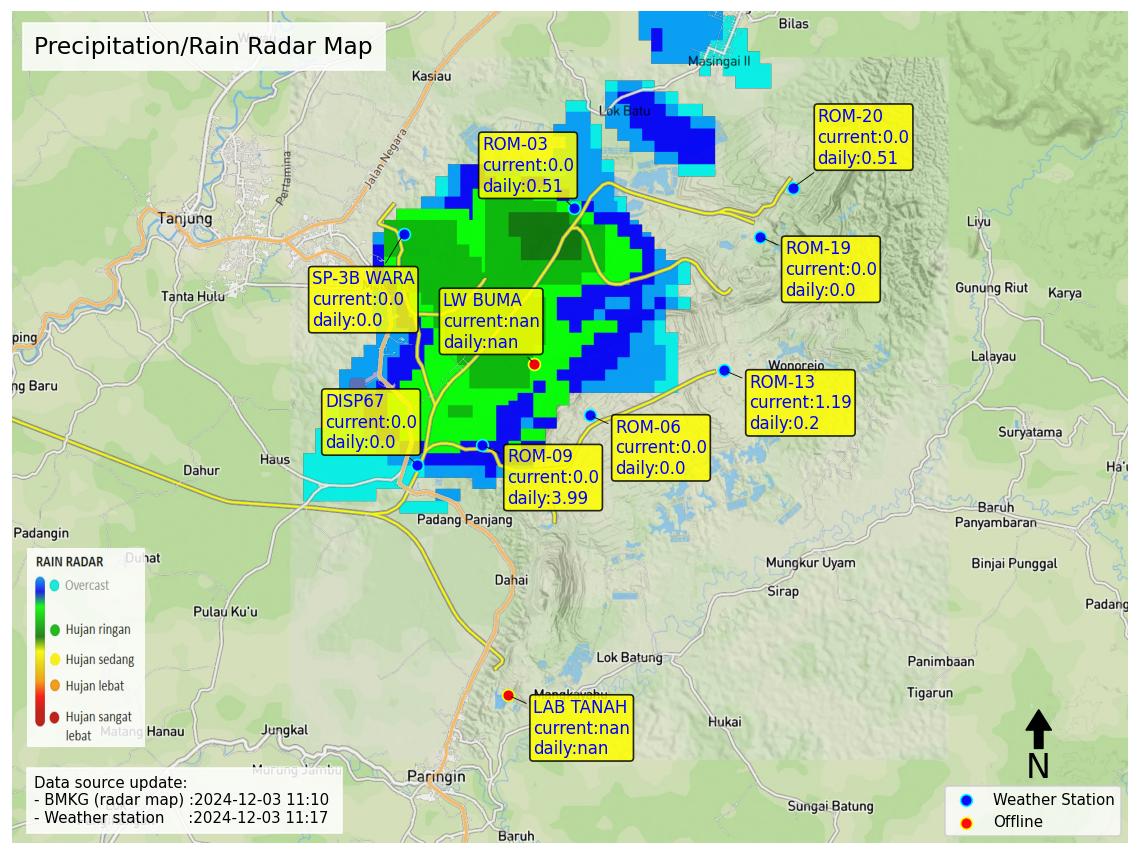 Precipitation/Rain Radar Map
Bilas
Masingai II
Kasiau
Lok Batu
Jalan Negara
Pertamina
ROM-20
current:0.0
daily:0.51
ROM-03
current:0.0
daily:0.51
Tanjung
Liyu
ROM-19
current:0.0
daily:0.0
SP-3B WARA
current:0.0
daily:0.0
Tanta Hulu
LW BUMA
current:nan
daily:nan
Gunung Riut
Karya
ping
Lalayau
Wonorejo
ng Baru
ROM-13
current:1.19
daily:0.2
DISP67
current:0.0
daily:0.0
ROM-06
current:0.0
daily:0.0
Suryatama
Haus
Dahur
ROM-09
current:0.0
daily:3.99
Ha'u
Baruh
Panyambaran
Padang Panjang
Padangin
Duhat
Mungkur Uyam
Binjai Punggal
Dahai
Sirap
Padang
Pulau Ku'u
RAIN RADAR
Overcast
Hujan ringan
Hujan sedang
Hujan lebat
Hujan sangat
lebat
Lok Batung
Panimbaan
Tigarun
Mangkayahu
LAB TANAH
current:nan
daily:nan
Hukai
Matang Hanau
Jungkal
Murung Jambu
Paringin
N
Data source update:
- BMKG (radar map) :2024-12-03 11:10
- Weather station :2024-12-03 11:17
Sungai Batung
Baruh
Weather Station
Offline